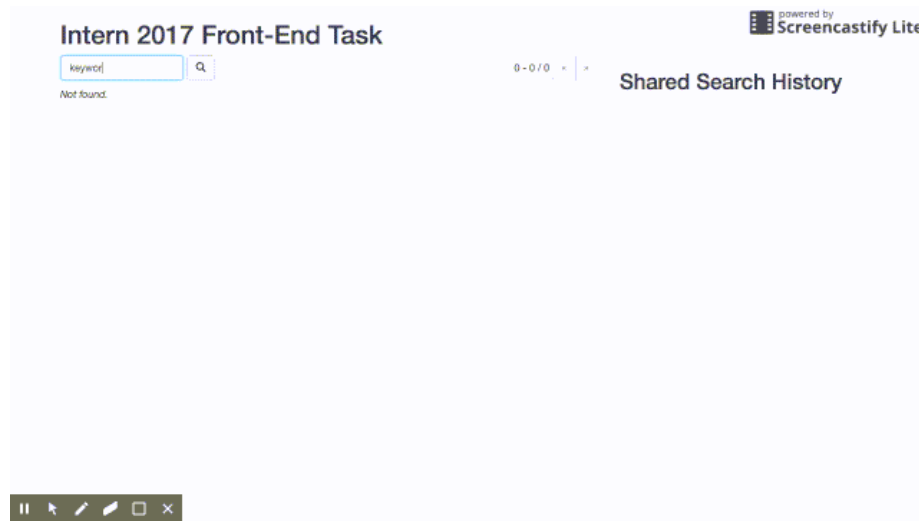 powered by
Screencastify Lite
Intern 2017 Front-End Task
keywor
0 - 0 / 0
Not found.
Shared Search History